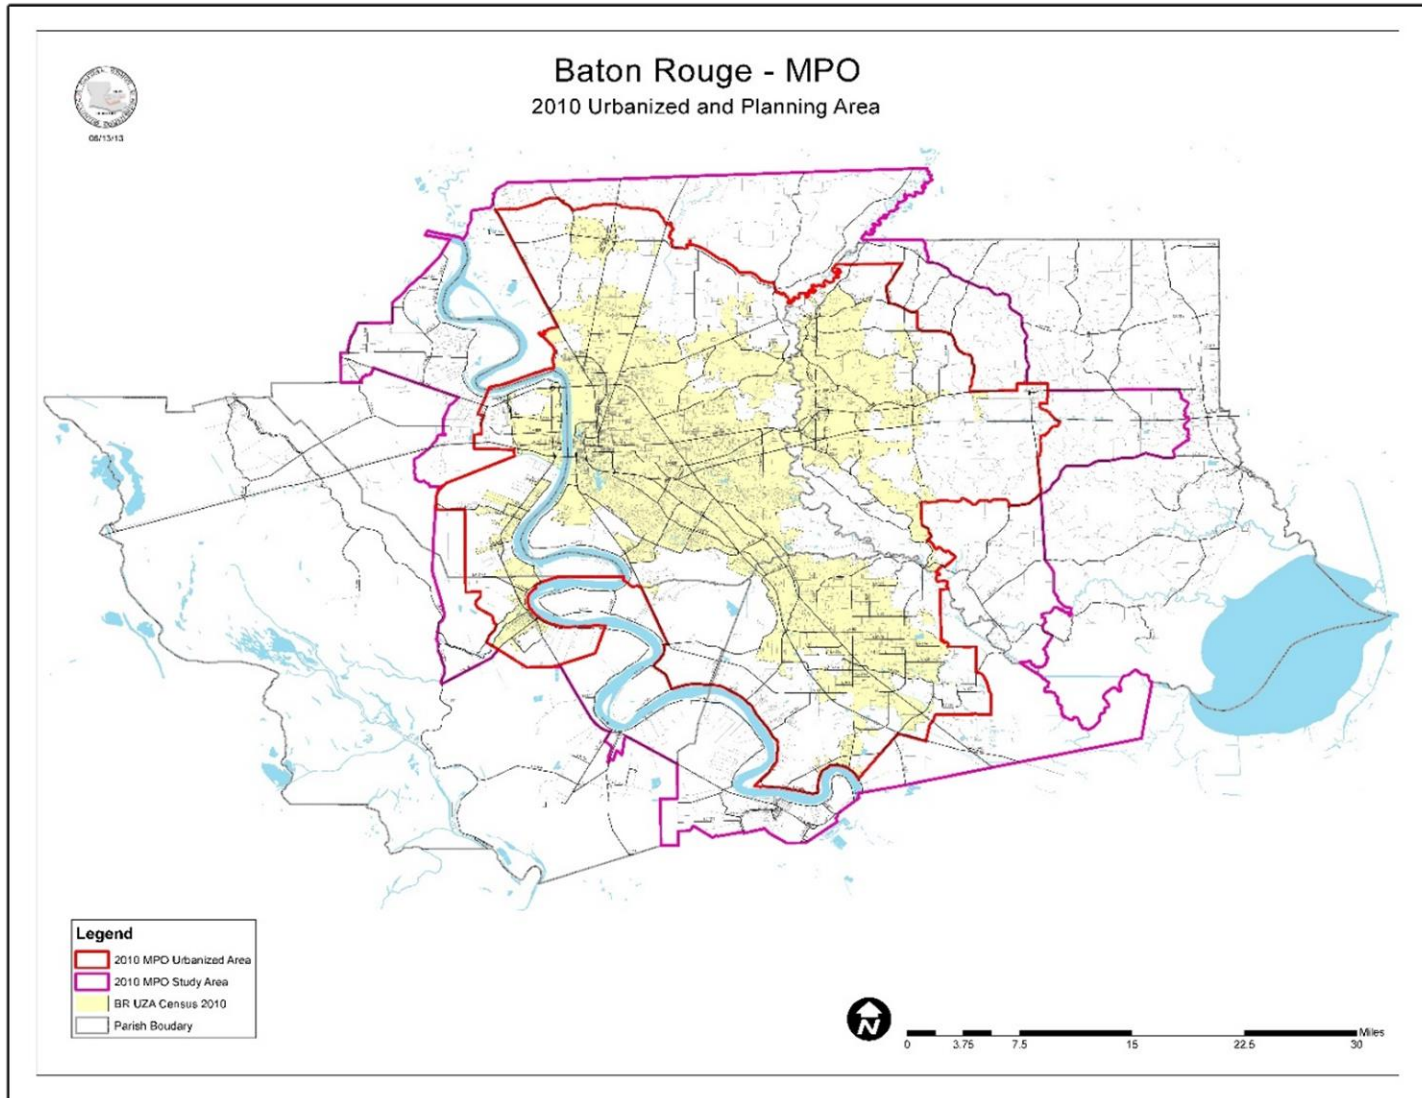 Baton Rouge - MPO
2010 Urbanized and Planning Area
08/13/13
Legend
2010 MPO Urbanized Area
2010 MPO Study Area
BR UZA Census 2010
Parish Boudary
N
Miles
0 3.75 7.5 15 22.5 30